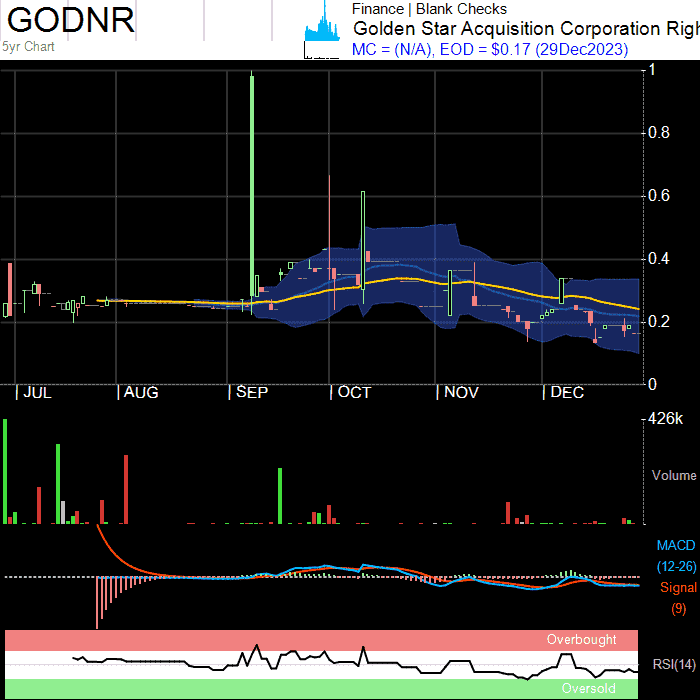 GODNR
Finance | Blank Checks
Golden Star Acquisition Corporation Righ
5yr Chart
MC = (N/A), EOD = $0.17 (29Dec2023)
1
0.8
0.6
0.4
0.2
0
JUL AUG SEP OCT NOV DEC
426k
Volume
MACD
(12-26)
Signal
(9)
Overbought
RSI(14)
Oversold